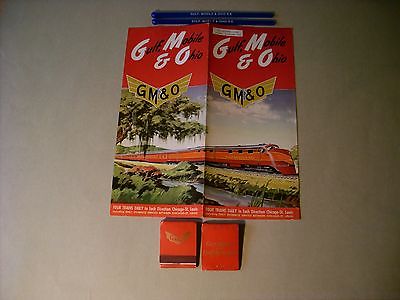 GULF, MOBILE & OHIO R R
GULF, MOBILE & OHIO R R
Gulf, Mobile
& Ohio
GM&O
FOUR TRAINS DAILY in Each Direction Chicago-St. Louis
Gulf, Mobile
& Ohio
GM&O
FOUR TRAINS DAILY in Each Direction Chicago-St. Louis
GM&O